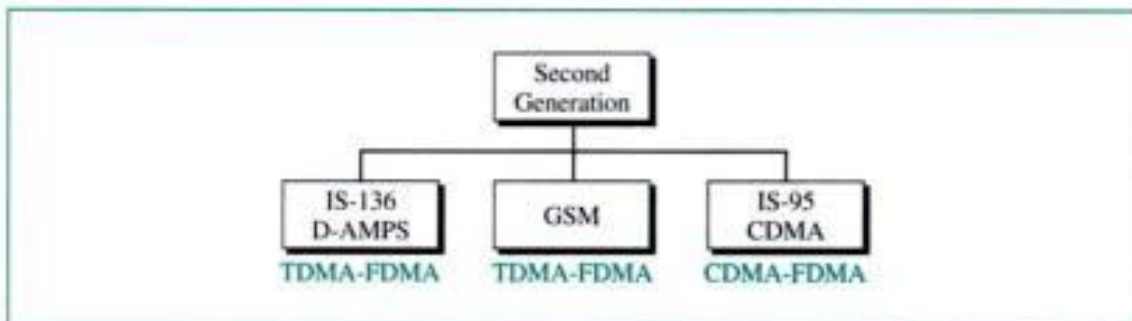 Second
Generation
IS-136
D-AMPS
GSM
IS-95
CDMA
TDMA-FDMA
TDMA-FDMA
CDMA-FDMA